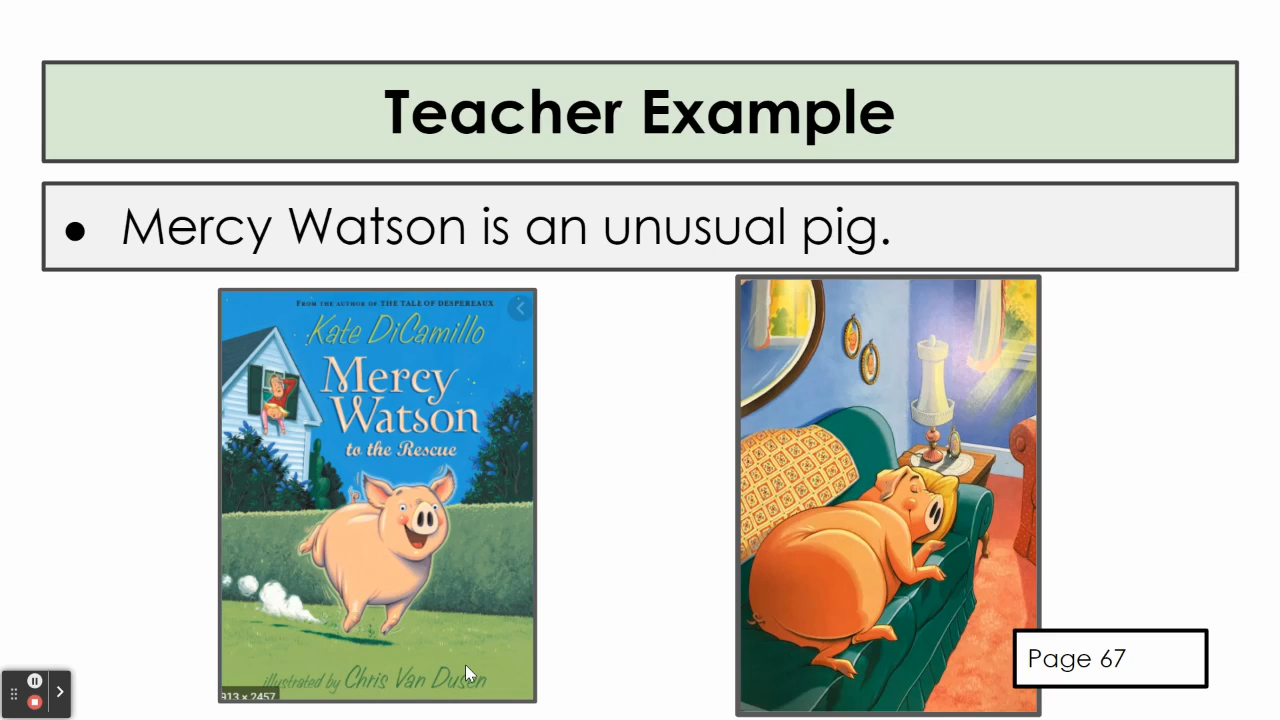 Teacher Example
● Mercy Watson is an unusual pig.
FROM THE AUTHOR OF THE TALE OF DESPEREAUX
Kate DiCamillo
Mercy
Watson
to the Rescue
illustrated by Chris Van Dusen
913 x 2457
Page 67